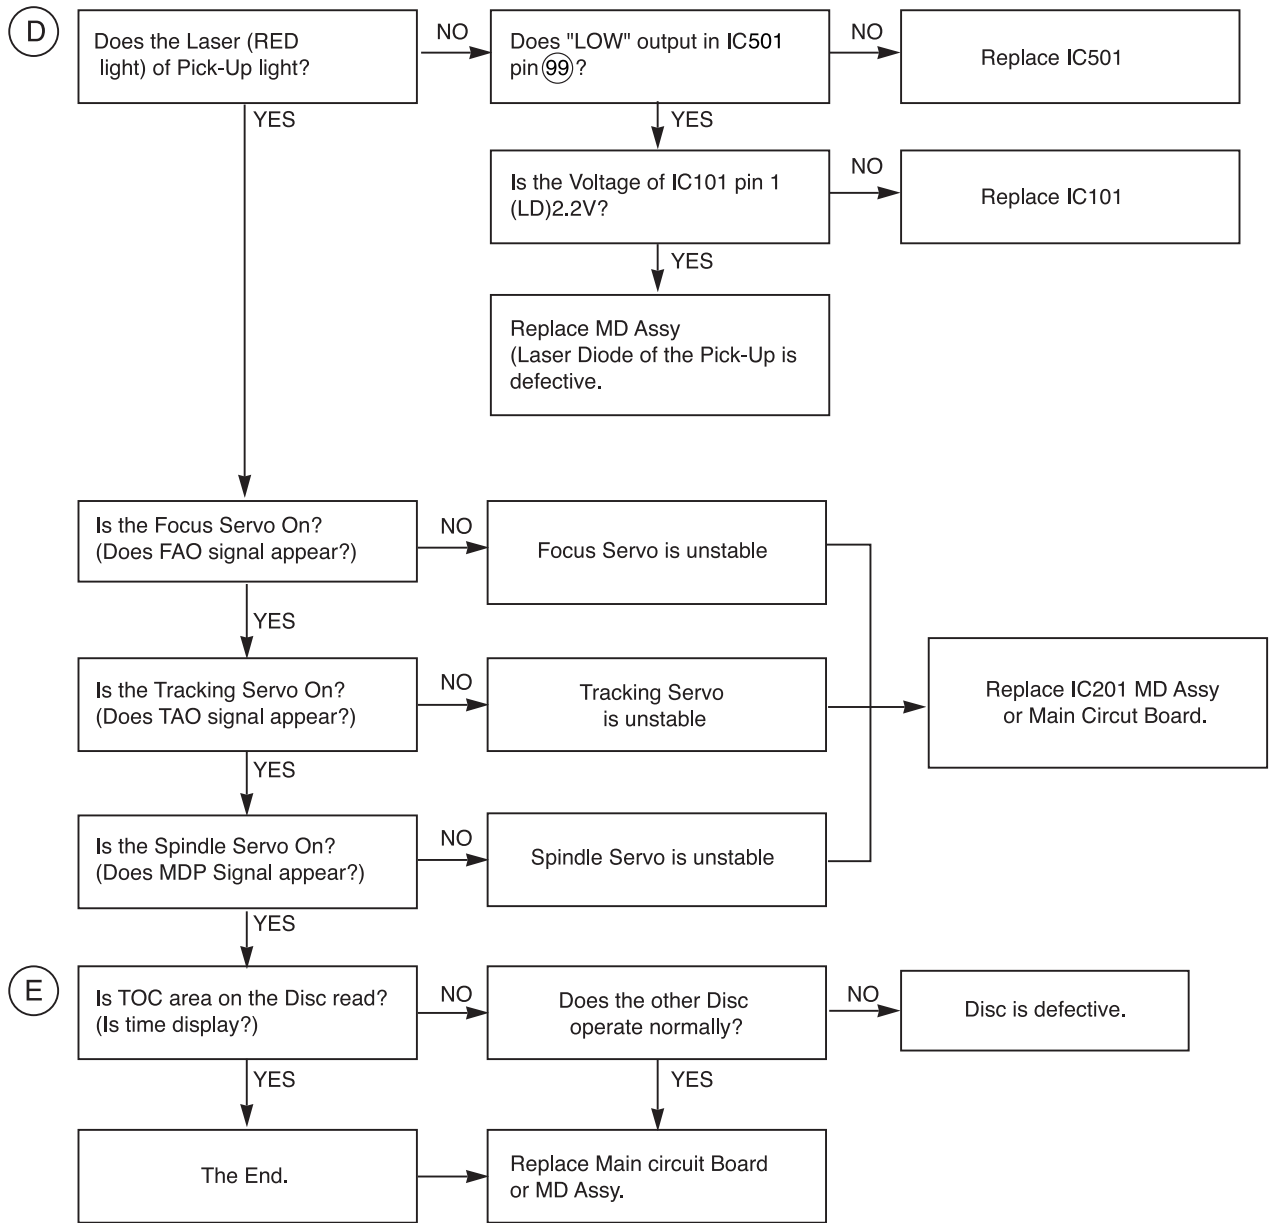 D
Does the Laser (RED
light) of Pick-Up light?
NO
Does "LOW" output in IC501
pin 99 ?
NO
Replace IC501
YES
YES
Is the Voltage of IC101 pin 1
(LD)2.2V?
NO
Replace IC101
YES
Replace MD Assy
(Laser Diode of the Pick-Up is
defective.
Is the Focus Servo On?
(Does FAO signal appear?)
NO
Focus Servo is unstable
YES
Is the Tracking Servo On?
(Does TAO signal appear?)
NO
Tracking Servo
is unstable
Replace IC201 MD Assy
or Main Circut Board.
YES
Is the Spindle Servo On?
(Does MDP Signal appear?)
NO
Spindle Servo is unstable
YES
E
Is TOC area on the Disc read?
(Is time display?)
NO
Does the other Disc
operate normally?
NO
Disc is defective.
YES
YES
The End.
Replace Main circuit Board
or MD Assy.